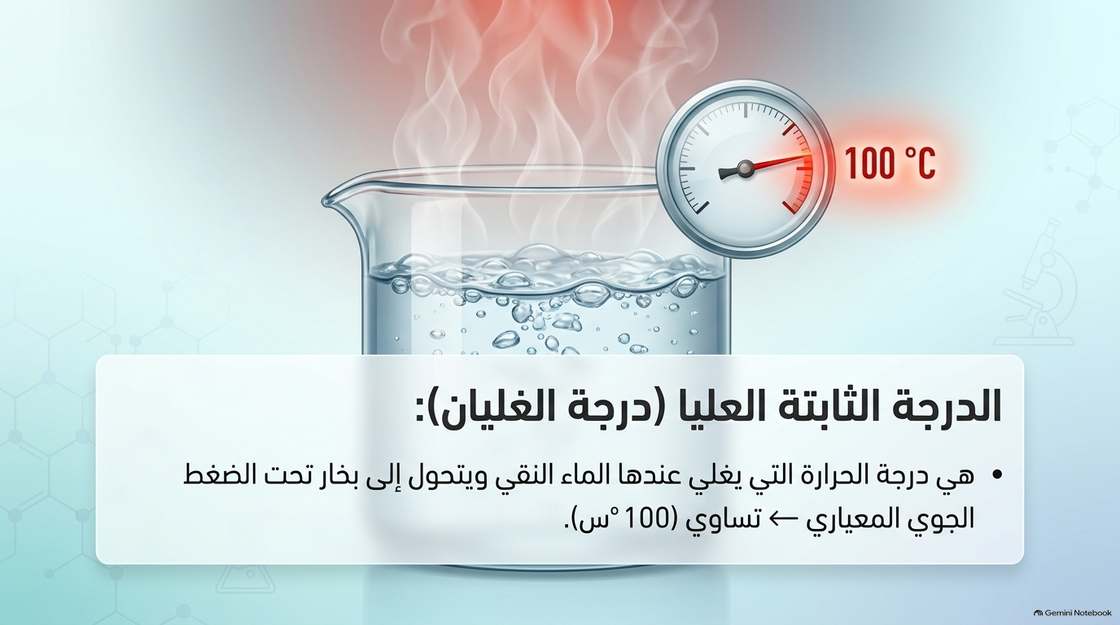 100 °C
الدرجة الثابتة العليا (درجة الغليان):
• هي درجة الحرارة التي يغلي عندها الماء النقي ويتحول إلى بخار تحت الضغط
الجوي المعياري ← تساوي (100 °س).
Gemini Notebook